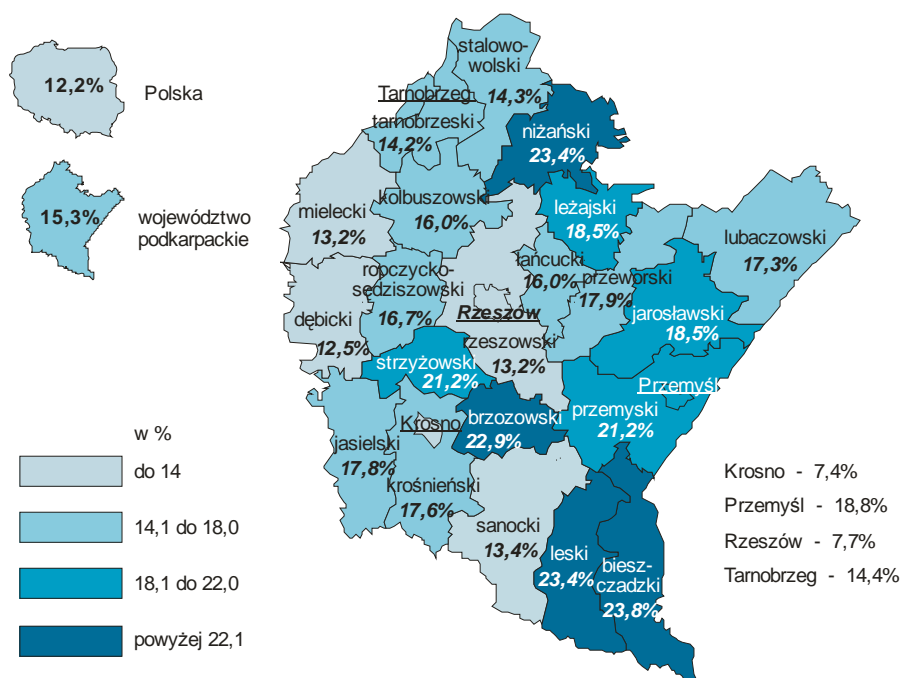 12,2%
Polska
15,3%
województwo
podkarpackie
stalowo-
wolski
14,3%
Tarnobrzeg
tarnobrzeski
14,2%
niżański
23,4%
mielecki
13,2%
kolbuszowski
16,0%
leżajski
18,5%
lubaczowski
17,3%
łańcucki
16,0%
przeworski
17,9%
jarosławski
18,5%
ropczycko-
sędziszowski
16,7%
dębicki
12,5%
Rzeszów
rzeszowski
13,2%
strzyżowski
21,2%
Przemyśl
przemyski
21,2%
brzozowski
22,9%
Krosno
jasielski
17,8%
krośnieński
17,6%
sanocki
13,4%
leski
23,4%
biesz-
czadzki
23,8%
w %
do 14
14,1 do 18,0
18,1 do 22,0
powyżej 22,1
Krosno - 7,4%
Przemyśl - 18,8%
Rzeszów - 7,7%
Tarnobrzeg - 14,4%